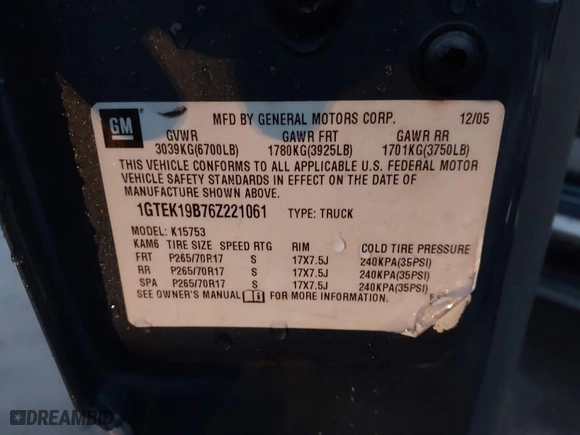 GM
MFD BY GENERAL MOTORS CORP. 12/05
GVWR GAWR FRT GAWR RR
3039KG(6700LB) 1780KG(3925LB) 1701KG(3750LB)
THIS VEHICLE CONFORMS TO ALL APPLICABLE U.S. FEDERAL MOTOR
VEHICLE SAFETY STANDARDS IN EFFECT ON THE DATE OF
MANUFACTURE SHOWN ABOVE.
1GTEK19B76Z221061 TYPE: TRUCK
MODEL: K15753
KAM6 TIRE SIZE SPEED RTG RIM COLD TIRE PRESSURE
FRT P265/70R17 S 17X7.5J 240KPA(35PSI)
RR P265/70R17 S 17X7.5J 240KPA(35PSI)
SPA P265/70R17 S 17X7.5J 240KPA(35PSI)
SEE OWNER'S MANUAL FOR MORE INFORMATION.
DREAMBID